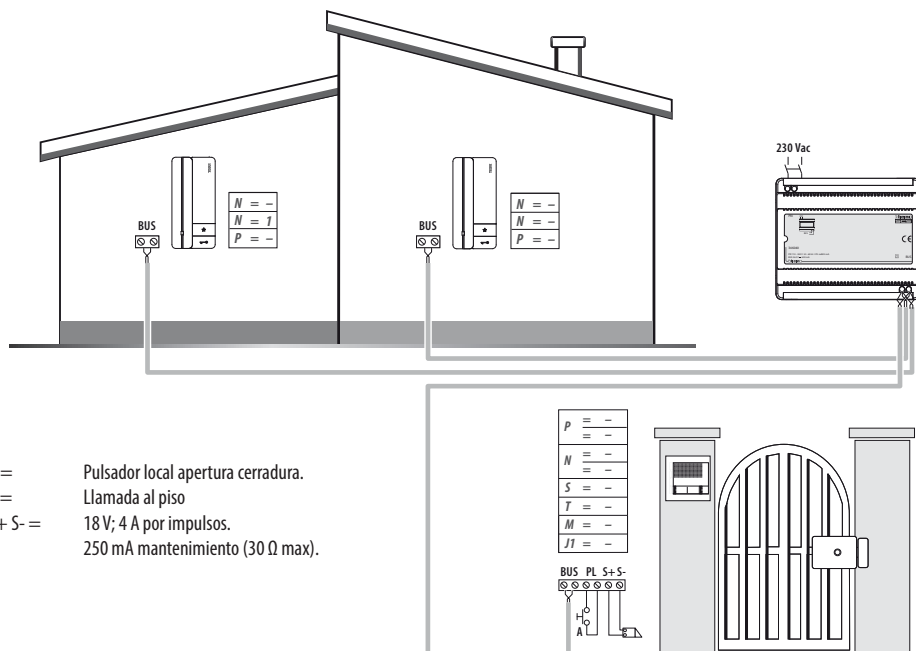 230 Vac
BUS
N = –
N = 1
P = –
BUS
N = –
N = –
P = –
CE
P = –
= –
N = –
= –
S = –
T = –
M = –
J1 = –
= Pulsador local apertura cerradura.
= Llamada al piso
+ S- = 18 V; 4 A por impulsos.
250 mA mantenimiento (30 Ω max).
BUS PL S+ S-
A